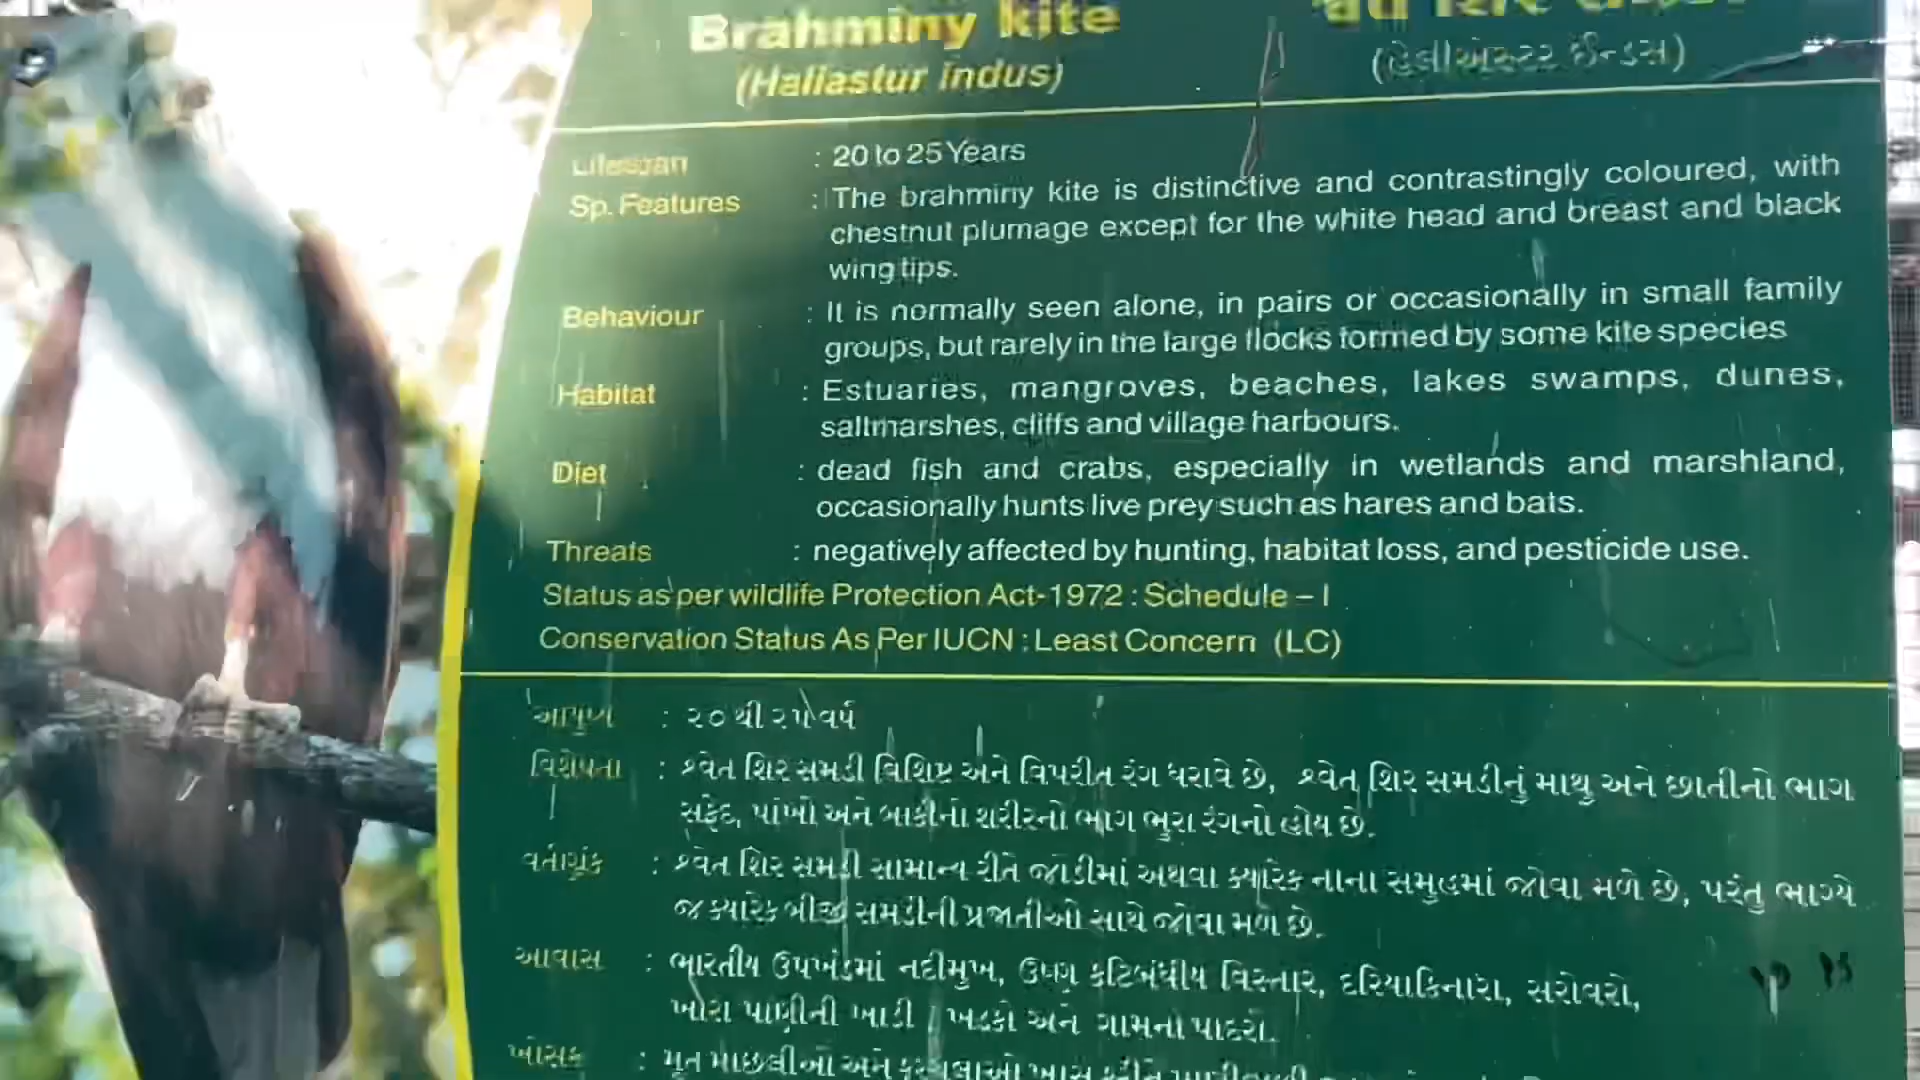 Brahminy kite
(Haliastur indus)
(હેલીએસ્ટર ઈન્ડસ)
Lifespan : 20 to 25 Years
Sp. Features : The brahminy kite is distinctive and contrastingly coloured, with
chestnut plumage except for the white head and breast and black
wing tips.
Behaviour : It is normally seen alone, in pairs or occasionally in small family
groups, but rarely in the large flocks formed by some kite species
Habitat : Estuaries, mangroves, beaches, lakes swamps, dunes,
saltmarshes, cliffs and village harbours.
Diet : dead fish and crabs, especially in wetlands and marshland,
occasionally hunts live prey such as hares and bats.
Threats : negatively affected by hunting, habitat loss, and pesticide use.
Status as per wildlife Protection Act-1972 : Schedule – I
Conservation Status As Per IUCN : Least Concern (LC)
: ૨૦ થી ૨૫ વર્ષ
વિશેષતા : શ્વેત શિર સમડી વિશિષ્ટ અને વિપરીત રંગ ધરાવે છે, શ્વેત શિર સમડીનું માથુ અને છાતીનો ભાગ
સફેદ, પાંખો અને બાકીનો શરીરનો ભાગ ભુરા રંગનો હોય છે.
વર્તણૂંક : શ્વેત શિર સમડી સામાન્ય રીતે જોડીમાં અથવા ક્યારેક નાના સમુહમાં જોવા મળે છે, પરંતુ ભાગ્યે
જ ક્યારેક બીજી સમડીની પ્રજાતીઓ સાથે જોવા મળે છે.
આવાસ : ભારતીય ઉપખંડમાં નદીમુખ, ઉષ્ણ કટિબંધીય વિસ્તાર, દરિયાકિનારા, સરોવરો,
ખોરા પાણીની ખાડી, ખડકો અને ગામના પાદરો.
: મૃત માછલીઓ અને કરચલાઓ ખાસ કરીને